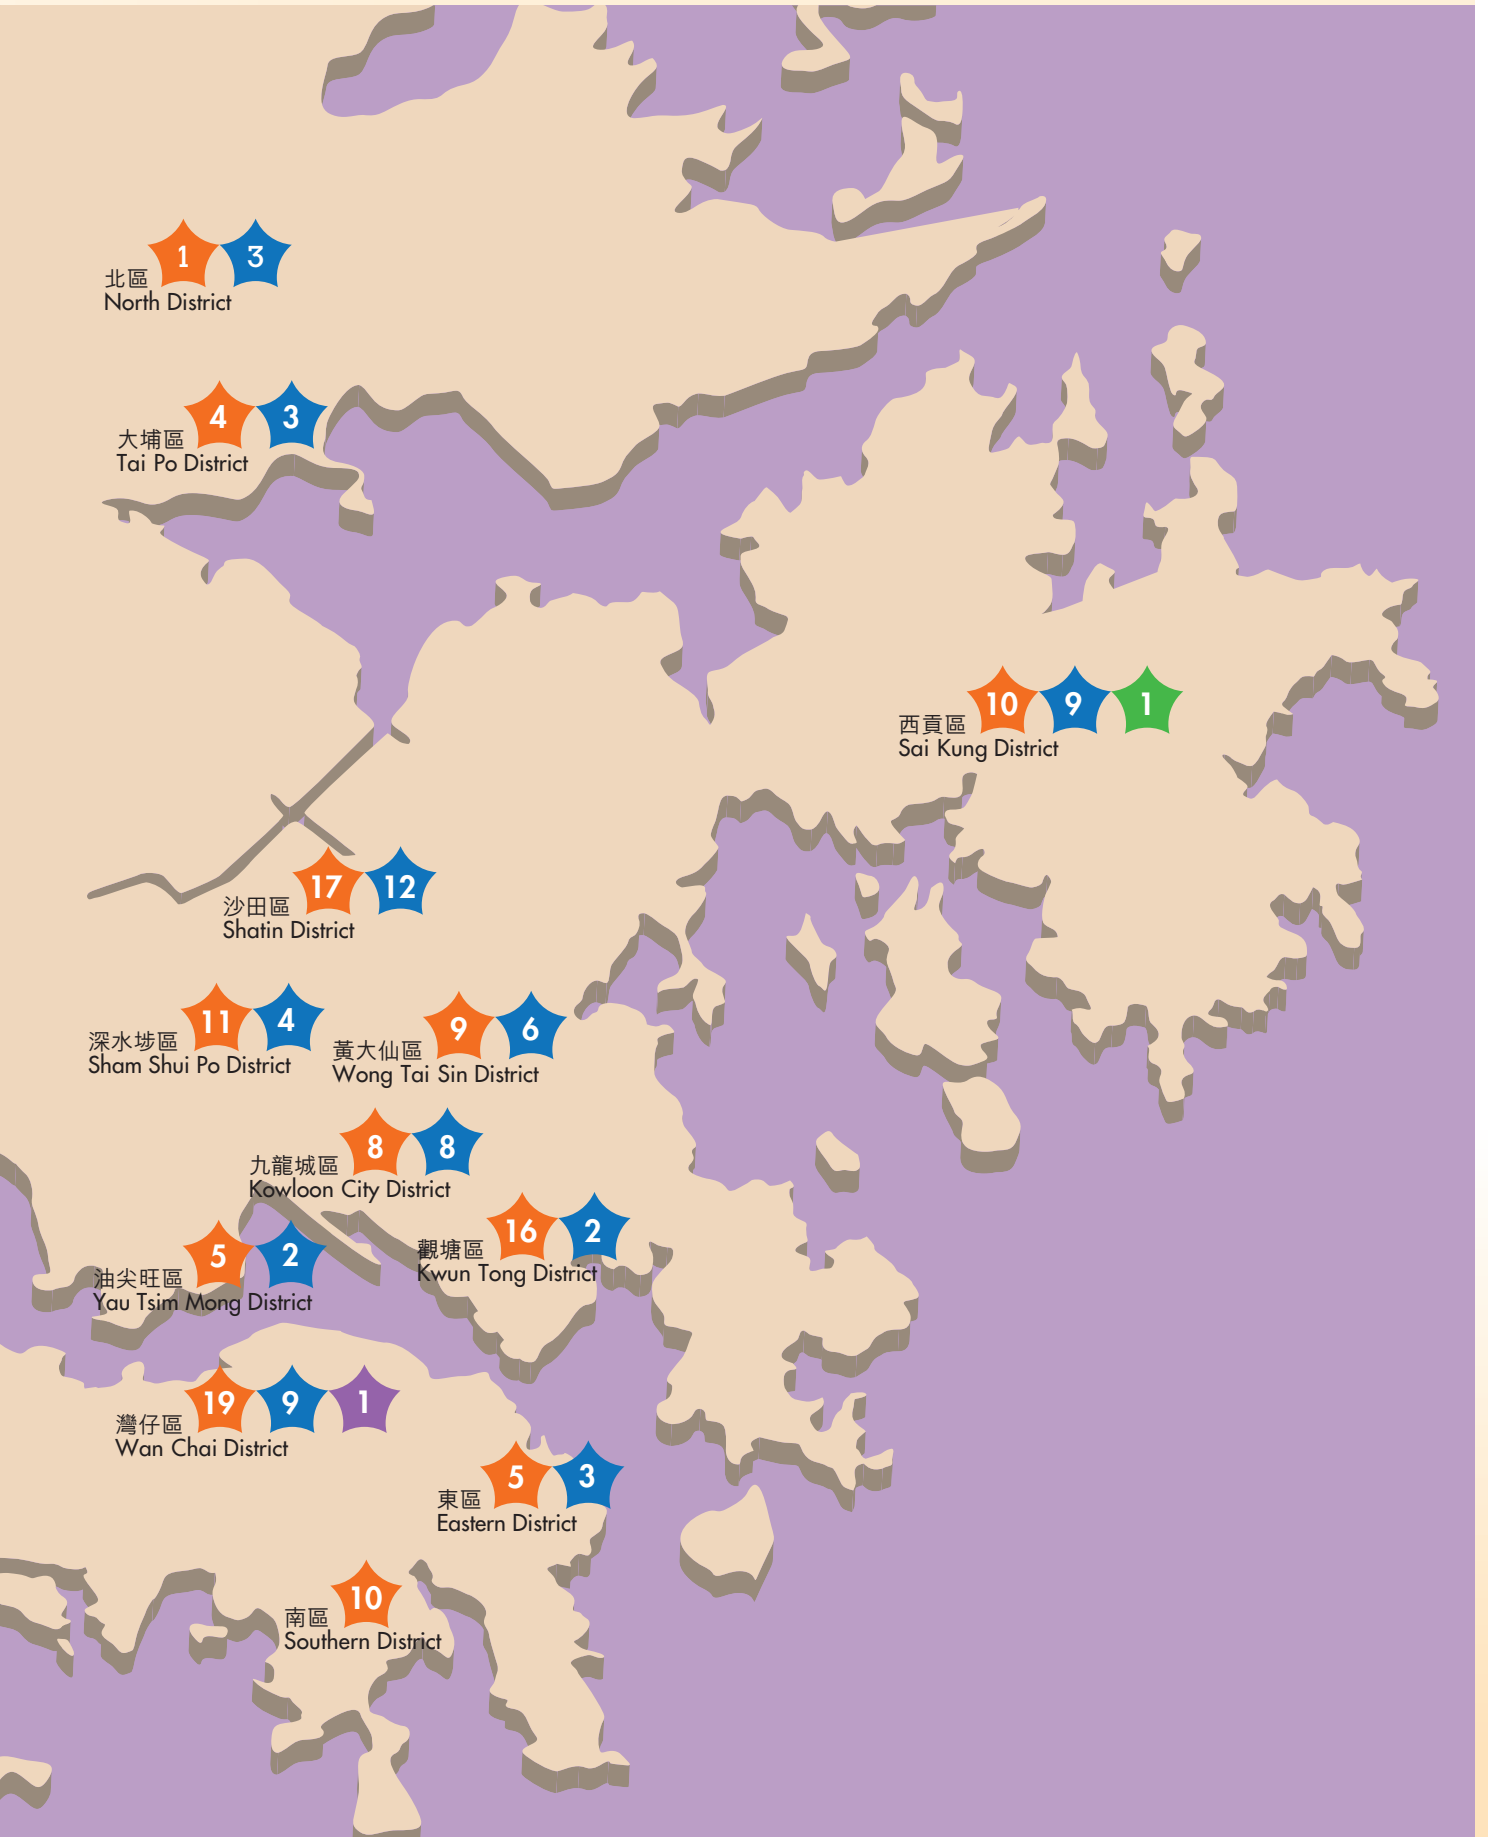 1 3
北區
North District
4 3
大埔區
Tai Po District
10 9 1
西貢區
Sai Kung District
17 12
沙田區
Shatin District
11 4
深水埗區
Sham Shui Po District
9 6
黃大仙區
Wong Tai Sin District
8 8
九龍城區
Kowloon City District
16 2
觀塘區
Kwun Tong District
5 2
油尖旺區
Yau Tsim Mong District
19 9 1
灣仔區
Wan Chai District
5 3
東區
Eastern District
10
南區
Southern District